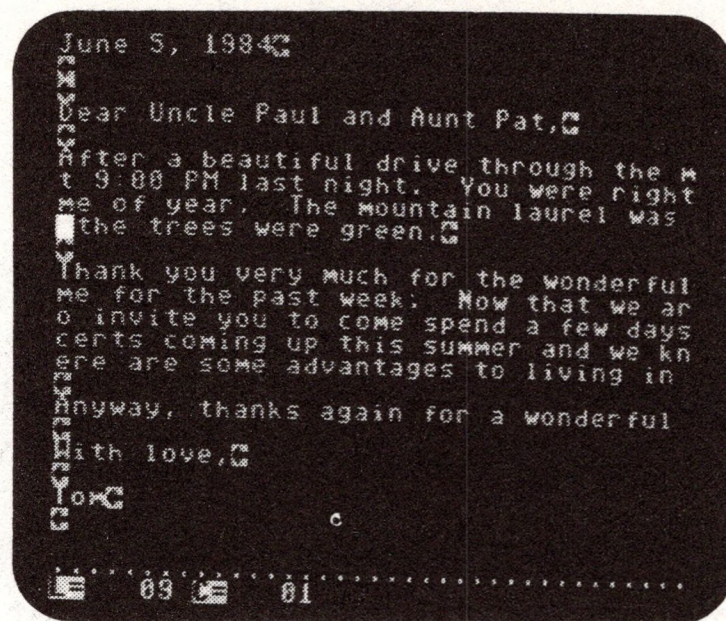 June 5, 1984
Dear Uncle Paul and Aunt Pat,
After a beautiful drive through the m
t 9:00 PM last night. You were right
me of year. The mountain laurel was
the trees were green.
Thank you very much for the wonderful
me for the past week. Now that we ar
o invite you to come spend a few days
certs coming up this summer and we kn
ere are some advantages to living in
Anyway, thanks again for a wonderful
With love,
Tom
c
09 01